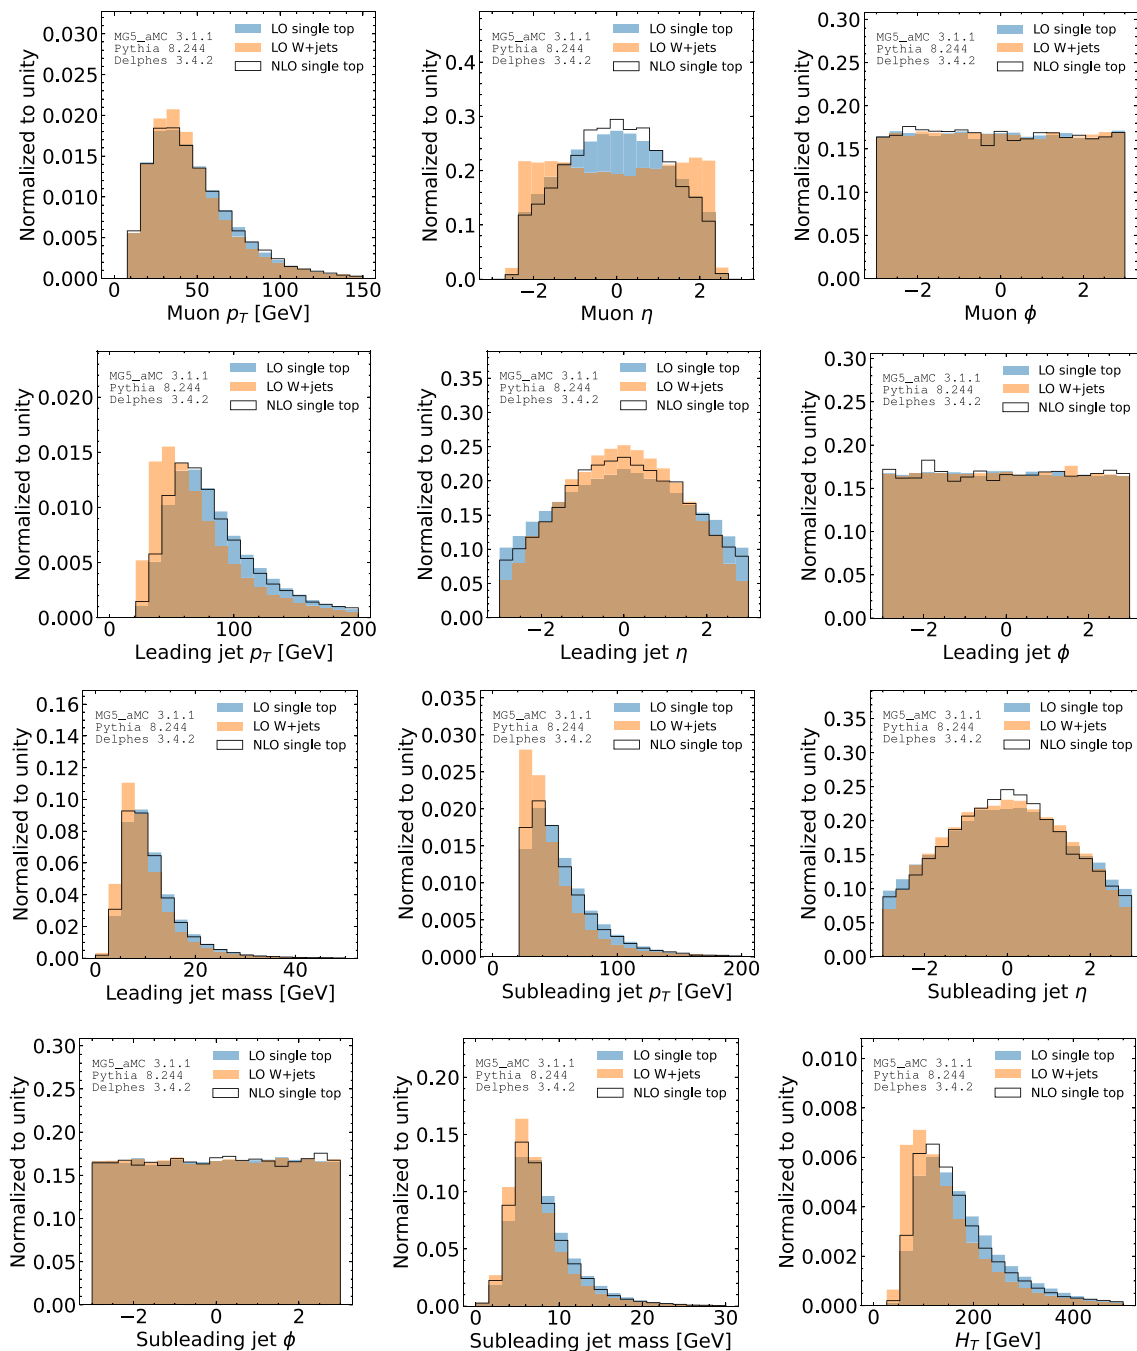 0.030
0.025
0.020
0.015
0.010
0.005
0.000
Normalized to unity
MG5_aMC 3.1.1
Pythia 8.244
Delphes 3.4.2
LO single top
LO W+jets
NLO single top
0 50 100 150
Muon p_T [GeV]
0.4
0.3
0.2
0.1
0.0
Normalized to unity
MG5_aMC 3.1.1
Pythia 8.244
Delphes 3.4.2
LO single top
LO W+jets
NLO single top
−2 0 2
Muon η
0.30
0.25
0.20
0.15
0.10
0.05
0.00
Normalized to unity
MG5_aMC 3.1.1
Pythia 8.244
Delphes 3.4.2
LO single top
LO W+jets
NLO single top
−2 0 2
Muon ϕ
0.020
0.015
0.010
0.005
0.000
Normalized to unity
MG5_aMC 3.1.1
Pythia 8.244
Delphes 3.4.2
LO single top
LO W+jets
NLO single top
0 100 200
Leading jet p_T [GeV]
0.35
0.30
0.25
0.20
0.15
0.10
0.05
0.00
Normalized to unity
MG5_aMC 3.1.1
Pythia 8.244
Delphes 3.4.2
LO single top
LO W+jets
NLO single top
−2 0 2
Leading jet η
0.30
0.25
0.20
0.15
0.10
0.05
0.00
Normalized to unity
MG5_aMC 3.1.1
Pythia 8.244
Delphes 3.4.2
LO single top
LO W+jets
NLO single top
−2 0 2
Leading jet ϕ
0.16
0.14
0.12
0.10
0.08
0.06
0.04
0.02
0.00
Normalized to unity
MG5_aMC 3.1.1
Pythia 8.244
Delphes 3.4.2
LO single top
LO W+jets
NLO single top
0 20 40
Leading jet mass [GeV]
0.035
0.030
0.025
0.020
0.015
0.010
0.005
0.000
Normalized to unity
MG5_aMC 3.1.1
Pythia 8.244
Delphes 3.4.2
LO single top
LO W+jets
NLO single top
0 100 200
Subleading jet p_T [GeV]
0.35
0.30
0.25
0.20
0.15
0.10
0.05
0.00
Normalized to unity
MG5_aMC 3.1.1
Pythia 8.244
Delphes 3.4.2
LO single top
LO W+jets
NLO single top
−2 0 2
Subleading jet η
0.30
0.25
0.20
0.15
0.10
0.05
0.00
Normalized to unity
MG5_aMC 3.1.1
Pythia 8.244
Delphes 3.4.2
LO single top
LO W+jets
NLO single top
−2 0 2
Subleading jet ϕ
0.20
0.15
0.10
0.05
0.00
Normalized to unity
MG5_aMC 3.1.1
Pythia 8.244
Delphes 3.4.2
LO single top
LO W+jets
NLO single top
0 10 20 30
Subleading jet mass [GeV]
0.010
0.008
0.006
0.004
0.002
0.000
Normalized to unity
MG5_aMC 3.1.1
Pythia 8.244
Delphes 3.4.2
LO single top
LO W+jets
NLO single top
0 200 400
H_T [GeV]